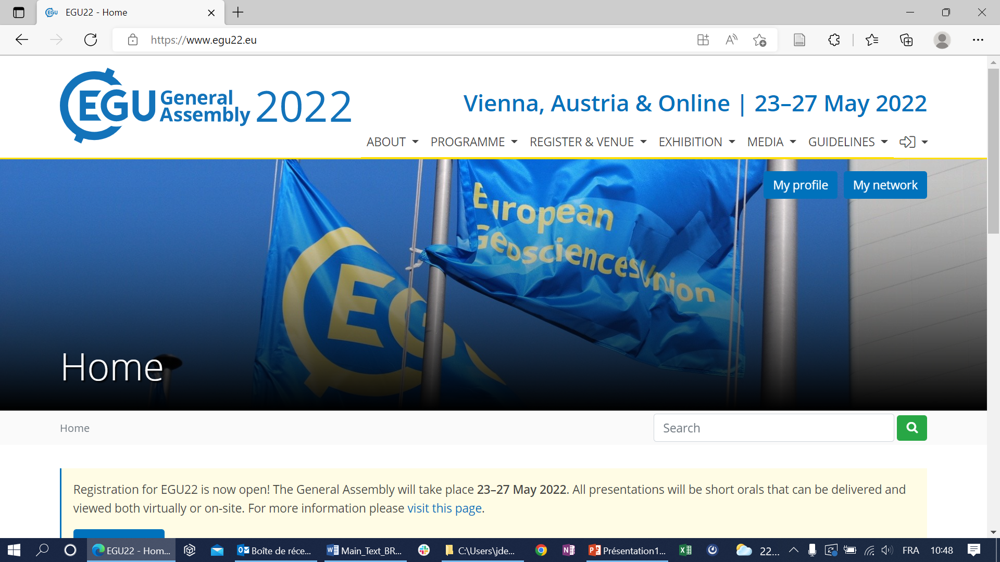 EGU22 - Home
https://www.egu22.eu
EGU General Assembly 2022
Vienna, Austria & Online | 23–27 May 2022
ABOUT PROGRAMME REGISTER & VENUE EXHIBITION MEDIA GUIDELINES
My profile My network
European
Geosciences Union
EG
Home
Home
Search
Registration for EGU22 is now open! The General Assembly will take place 23–27 May 2022. All presentations will be short orals that can be delivered and
viewed both virtually or on-site. For more information please visit this page.
EGU22 - Hom... Boîte de réce... Main_Text_BR... C:\Users\jde... Présentation1... 22... FRA 10:48